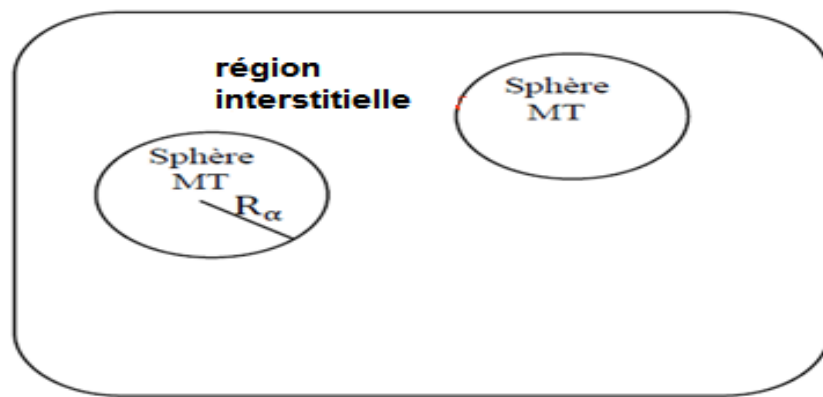 région
interstitielle
Sphère
MT
Sphère
MT
Rα